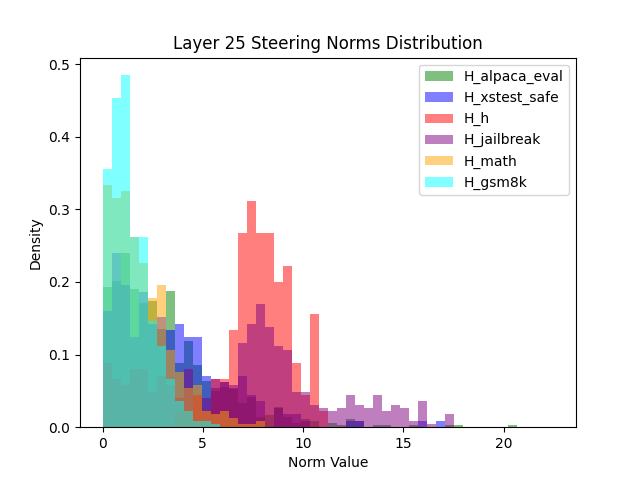 Layer 25 Steering Norms Distribution
0.5
0.4
0.3
0.2
0.1
0.0
Density
0
5
10
15
20
Norm Value
H_alpaca_eval
H_xstest_safe
H_h
H_jailbreak
H_math
H_gsm8k